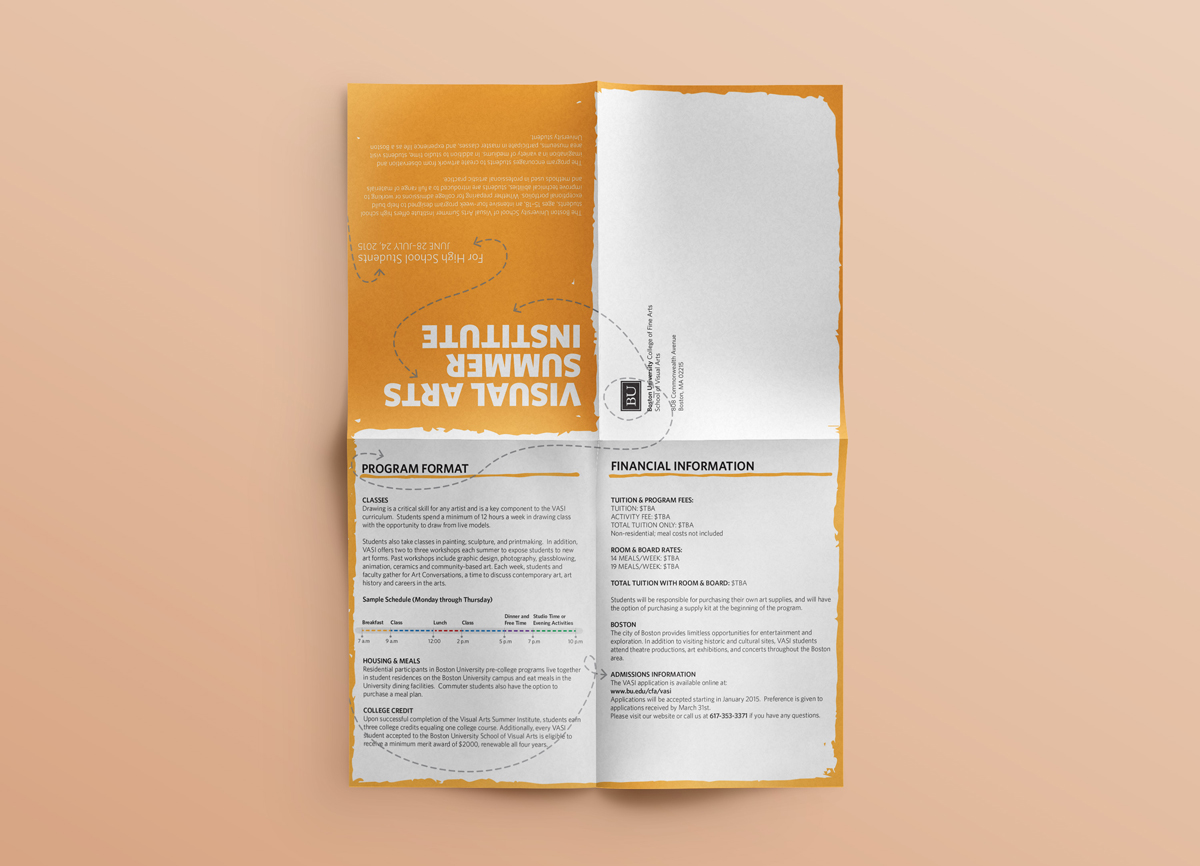 VISUAL ARTS
SUMMER
INSTITUTE
For High School Students
JUNE 28-JULY 24, 2015
The Boston University School of Visual Arts Summer Institute offers high school
students, ages 15-18, an intensive four-week program designed to help build
exceptional portfolios. Whether preparing for college admissions or working to
improve technical abilities, students are introduced to a full range of materials
and methods used in professional artistic practice.
The program encourages students to create artwork from observation and
imagination in a variety of mediums. In addition to studio time, students visit
area museums, participate in master classes, and experience life as a Boston
University student.
BU
Boston University College of Fine Arts
School of Visual Arts
808 Commonwealth Avenue
Boston, MA 02215
PROGRAM FORMAT
CLASSES
Drawing is a critical skill for any artist and is a key component to the VASI
curriculum. Students spend a minimum of 12 hours a week in drawing class
with the opportunity to draw from live models.
Students also take classes in painting, sculpture, and printmaking. In addition,
VASI offers two to three workshops each summer to expose students to new
art forms. Past workshops include graphic design, photography, glassblowing,
animation, ceramics and community-based art. Each week, students and
faculty gather for Art Conversations, a time to discuss contemporary art, art
history and careers in the arts.
Sample Schedule (Monday through Thursday)
Breakfast Class Lunch Class Dinner and Free Time Studio Time or Evening Activities
a.m 9 a.m 12:00 2 p.m 5 p.m 7 p.m 10 p.m
HOUSING & MEALS
Residential participants in Boston University pre-college programs live together
in student residences on the Boston University campus and eat meals in the
University dining facilities. Commuter students also have the option to
purchase a meal plan.
COLLEGE CREDIT
Upon successful completion of the Visual Arts Summer Institute, students earn
three college credits equaling one college course. Additionally, every VASI
student accepted to the Boston University School of Visual Arts is eligible to
receive a minimum merit award of $2000, renewable all four years.
FINANCIAL INFORMATION
TUITION & PROGRAM FEES:
TUITION: $TBA
ACTIVITY FEE: $TBA
TOTAL TUITION ONLY: $TBA
Non-residential; meal costs not included
ROOM & BOARD RATES:
14 MEALS/WEEK: $TBA
19 MEALS/WEEK: $TBA
TOTAL TUITION WITH ROOM & BOARD: $TBA
Students will be responsible for purchasing their own art supplies, and will have
the option of purchasing a supply kit at the beginning of the program.
BOSTON
The city of Boston provides limitless opportunities for entertainment and
exploration. In addition to visiting historic and cultural sites, VASI students
attend theatre productions, art exhibitions, and concerts throughout the Boston
area.
ADMISSIONS INFORMATION
The VASI application is available online at:
www.bu.edu/cfa/vasi
Applications will be accepted starting in January 2015. Preference is given to
applications received by March 31st.
Please visit our website or call us at 617-353-3371 if you have any questions.